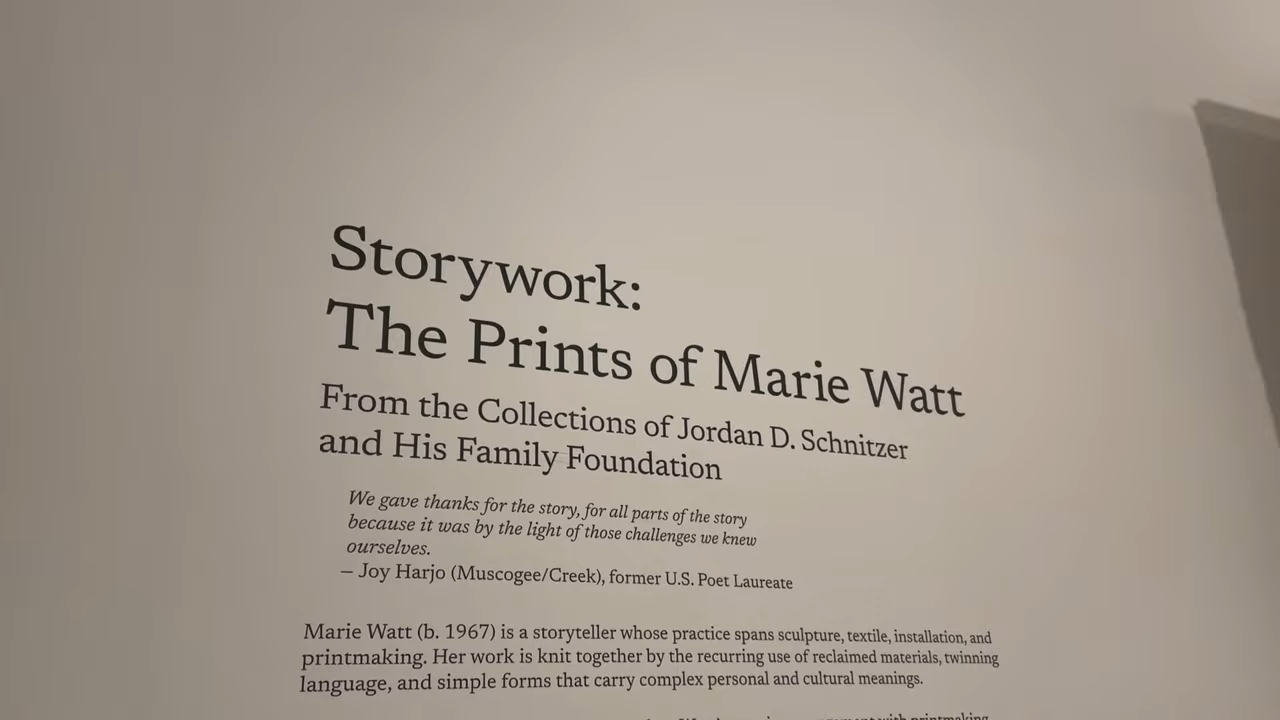 Storywork:
The Prints of Marie Watt
From the Collections of Jordan D. Schnitzer
and His Family Foundation
We gave thanks for the story, for all parts of the story
because it was by the light of those challenges we knew
ourselves.
– Joy Harjo (Muscogee/Creek), former U.S. Poet Laureate
Marie Watt (b. 1967) is a storyteller whose practice spans sculpture, textile, installation, and
printmaking. Her work is knit together by the recurring use of reclaimed materials, twinning
language, and simple forms that carry complex personal and cultural meanings.
with printmaking